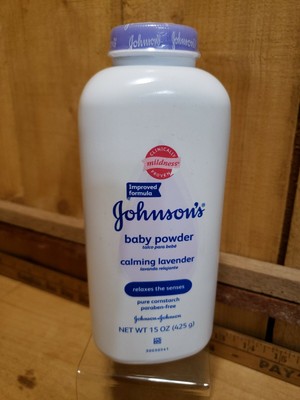 Johnson's
CLINICALLY
mildness
PROVEN
Improved
formula
Johnson's
baby powder
talco para bebé
calming lavender
lavanda relajante
relaxes the senses
pure cornstarch
paraben-free
Johnson & Johnson
NET WT 15 OZ (425 g)